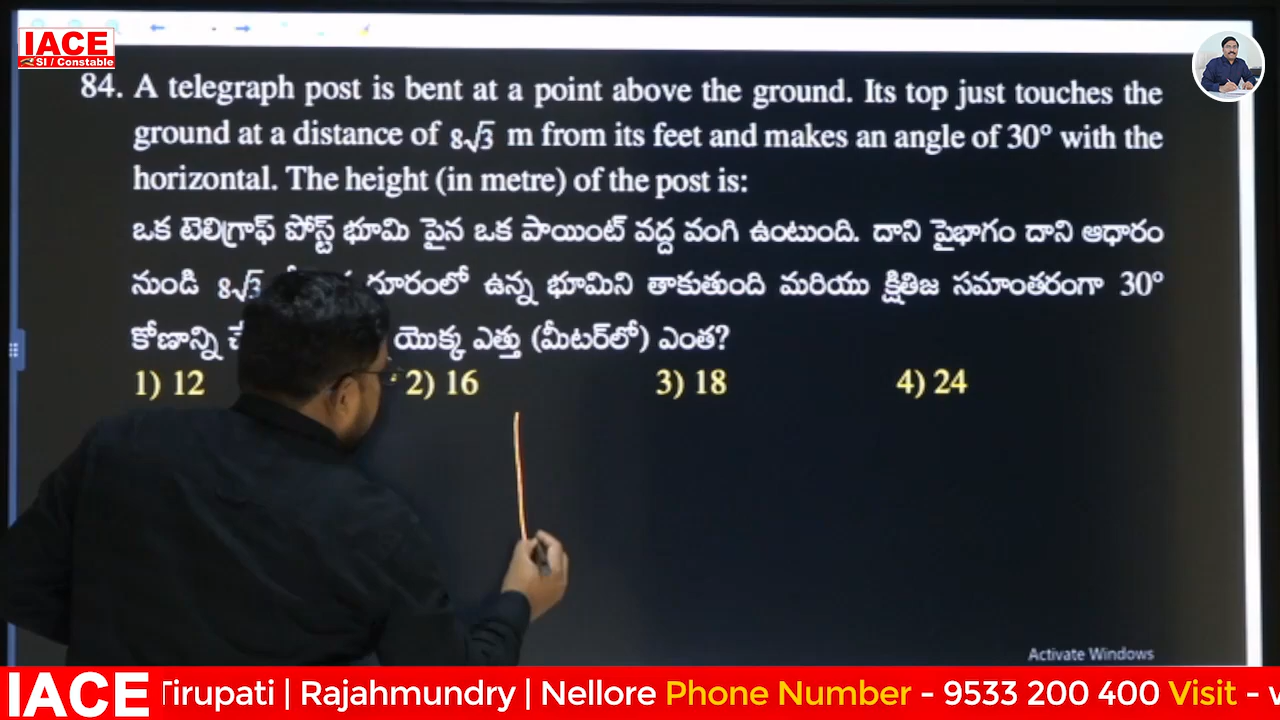 IACE
SI / Constable
84. A telegraph post is bent at a point above the ground. Its top just touches the
ground at a distance of 8√3 m from its feet and makes an angle of 30° with the
horizontal. The height (in metre) of the post is:
ఒక టెలిగ్రాఫ్ పోస్ట్ భూమి పైన ఒక పాయింట్ వద్ద వంగి ఉంటుంది. దాని పైభాగం దాని ఆధారం
నుండి 8√3 దూరంలో ఉన్న భూమిని తాకుతుంది మరియు క్షితిజ సమాంతరంగా 30°
కోణాన్ని యొక్క ఎత్తు (మీటర్‌లో) ఎంత?
1) 12 2) 16 3) 18 4) 24
Activate Windows
IACE Tirupati | Rajahmundry | Nellore Phone Number - 9533 200 400 Visit -